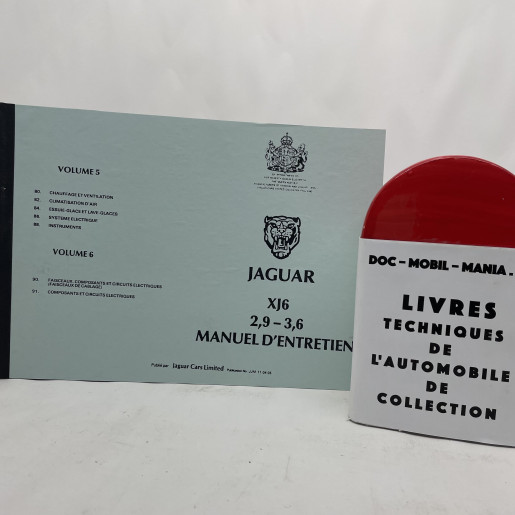 VOLUME 5
80. CHAUFFAGE ET VENTILATION
82. CLIMATISATION D'AIR
84. ESSUIE-GLACE ET LAVE-GLACES
86. SYSTEME ELECTRIQUE
88. INSTRUMENTS
VOLUME 6
90. FAISCEAUX, COMPOSANTS ET CIRCUITS ELECTRIQUES
(FAISCEAUX DE CABLAGE)
91. COMPOSANTS ET CIRCUITS ELECTRIQUES
JAGUAR
XJ6
2,9 – 3,6
MANUEL D'ENTRETIEN
Publié par Jaguar Cars Limited
DOC – MOBIL – MANIA.
LIVRES
TECHNIQUES
DE
L'AUTOMOBILE
DE
COLLECTION